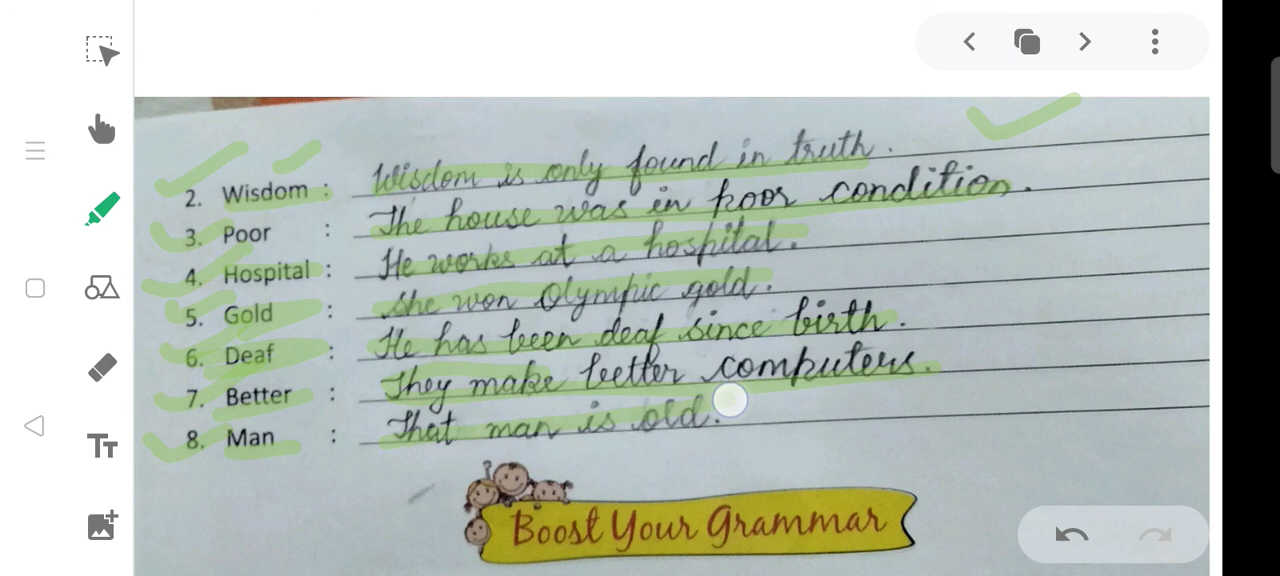 2. Wisdom : Wisdom is only found in truth.
3. Poor : The house was in poor condition.
4. Hospital : He works at a hospital.
5. Gold : She won Olympic gold.
6. Deaf : He has been deaf since birth.
7. Better : They make better computers.
8. Man : That man is old.
Boost Your Grammar
TT